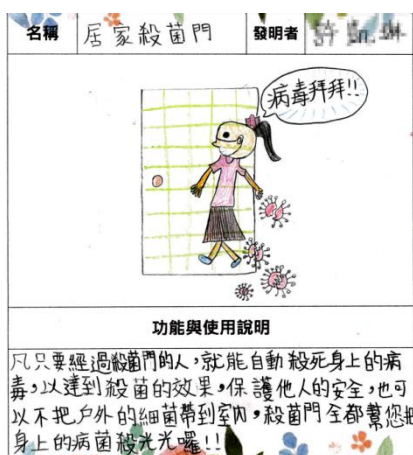 名稱 居家殺菌門 發明者 許
病毒拜拜!!
功能與使用說明
凡只要經過殺菌門的人,就能自動殺死身上的病
毒,以達到殺菌的效果,保護他人的安全,也可
以不把戶外的細菌帶到室內,殺菌門全都幫您把
身上的病菌殺光光囉!!